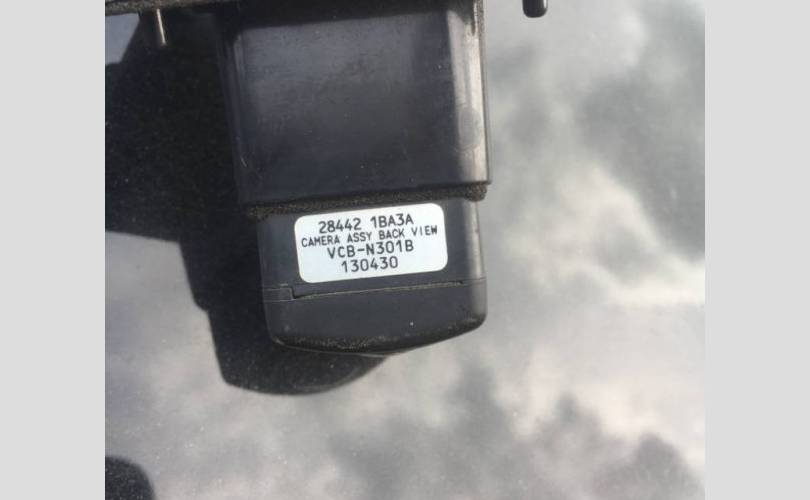 28442 1BA3A
CAMERA ASSY BACK VIEW
VCB-N301B
130430